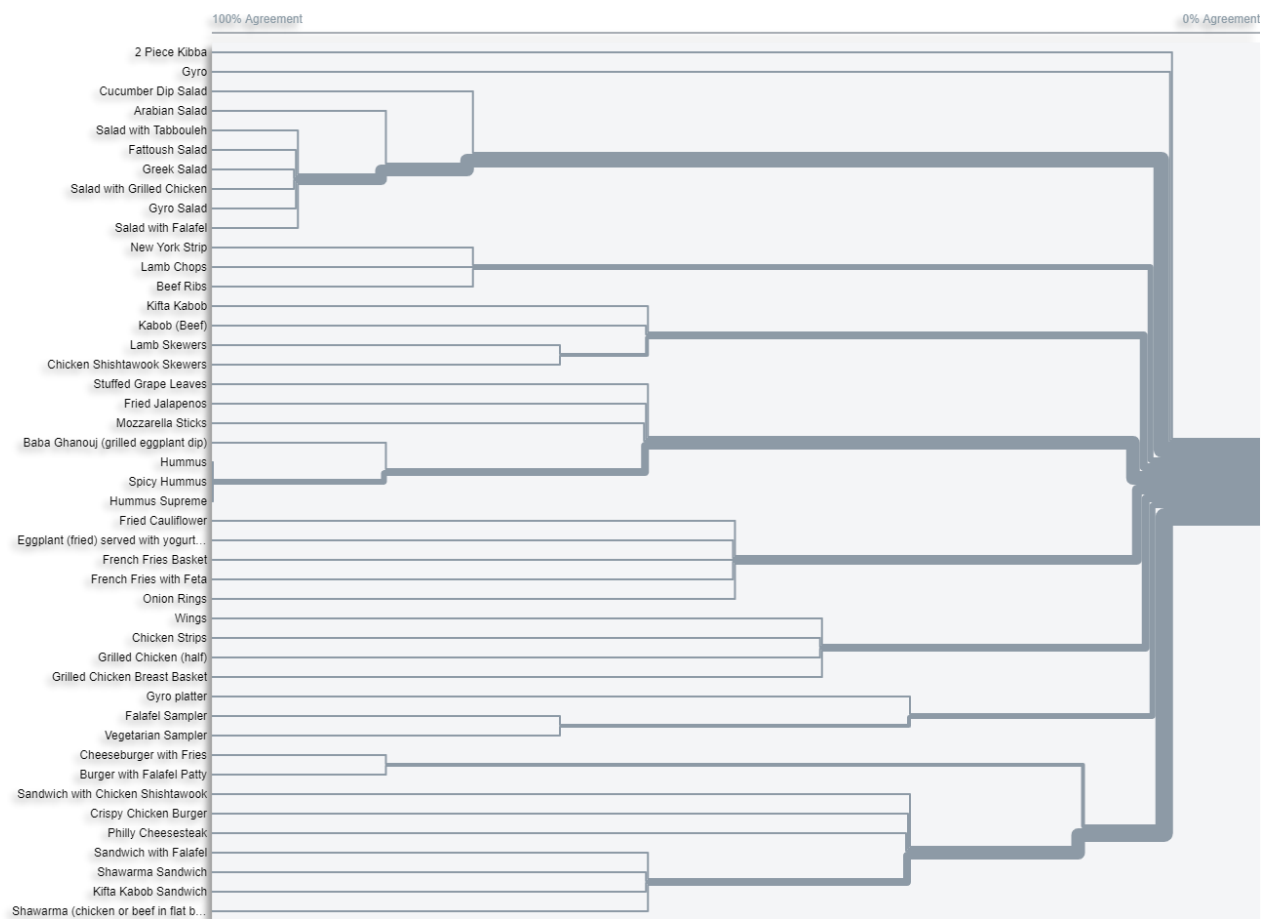 100% Agreement 0% Agreement
2 Piece Kibba
Gyro
Cucumber Dip Salad
Arabian Salad
Salad with Tabbouleh
Fattoush Salad
Greek Salad
Salad with Grilled Chicken
Gyro Salad
Salad with Falafel
New York Strip
Lamb Chops
Beef Ribs
Kifta Kabob
Kabob (Beef)
Lamb Skewers
Chicken Shishtawook Skewers
Stuffed Grape Leaves
Fried Jalapenos
Mozzarella Sticks
Baba Ghanouj (grilled eggplant dip)
Hummus
Spicy Hummus
Hummus Supreme
Fried Cauliflower
Eggplant (fried) served with yogurt…
French Fries Basket
French Fries with Feta
Onion Rings
Wings
Chicken Strips
Grilled Chicken (half)
Grilled Chicken Breast Basket
Gyro platter
Falafel Sampler
Vegetarian Sampler
Cheeseburger with Fries
Burger with Falafel Patty
Sandwich with Chicken Shishtawook
Crispy Chicken Burger
Philly Cheesesteak
Sandwich with Falafel
Shawarma Sandwich
Kifta Kabob Sandwich
Shawarma (chicken or beef in flat b…